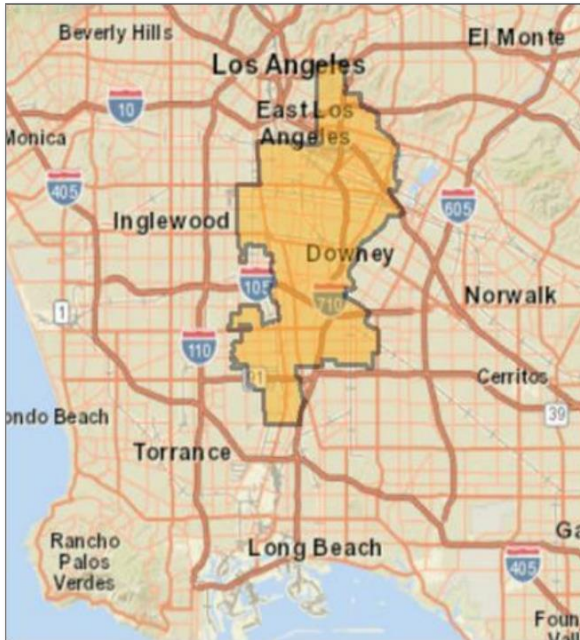 Beverly Hills
El Monte
Los Angeles
10
East Los
Angeles
Monica
405
605
Inglewood
Downey
105
710
Norwalk
1
110
91
Cerritos
39
ondo Beach
Torrance
Rancho
Palos
Verdes
Long Beach
Ga
405
Foun
Vall